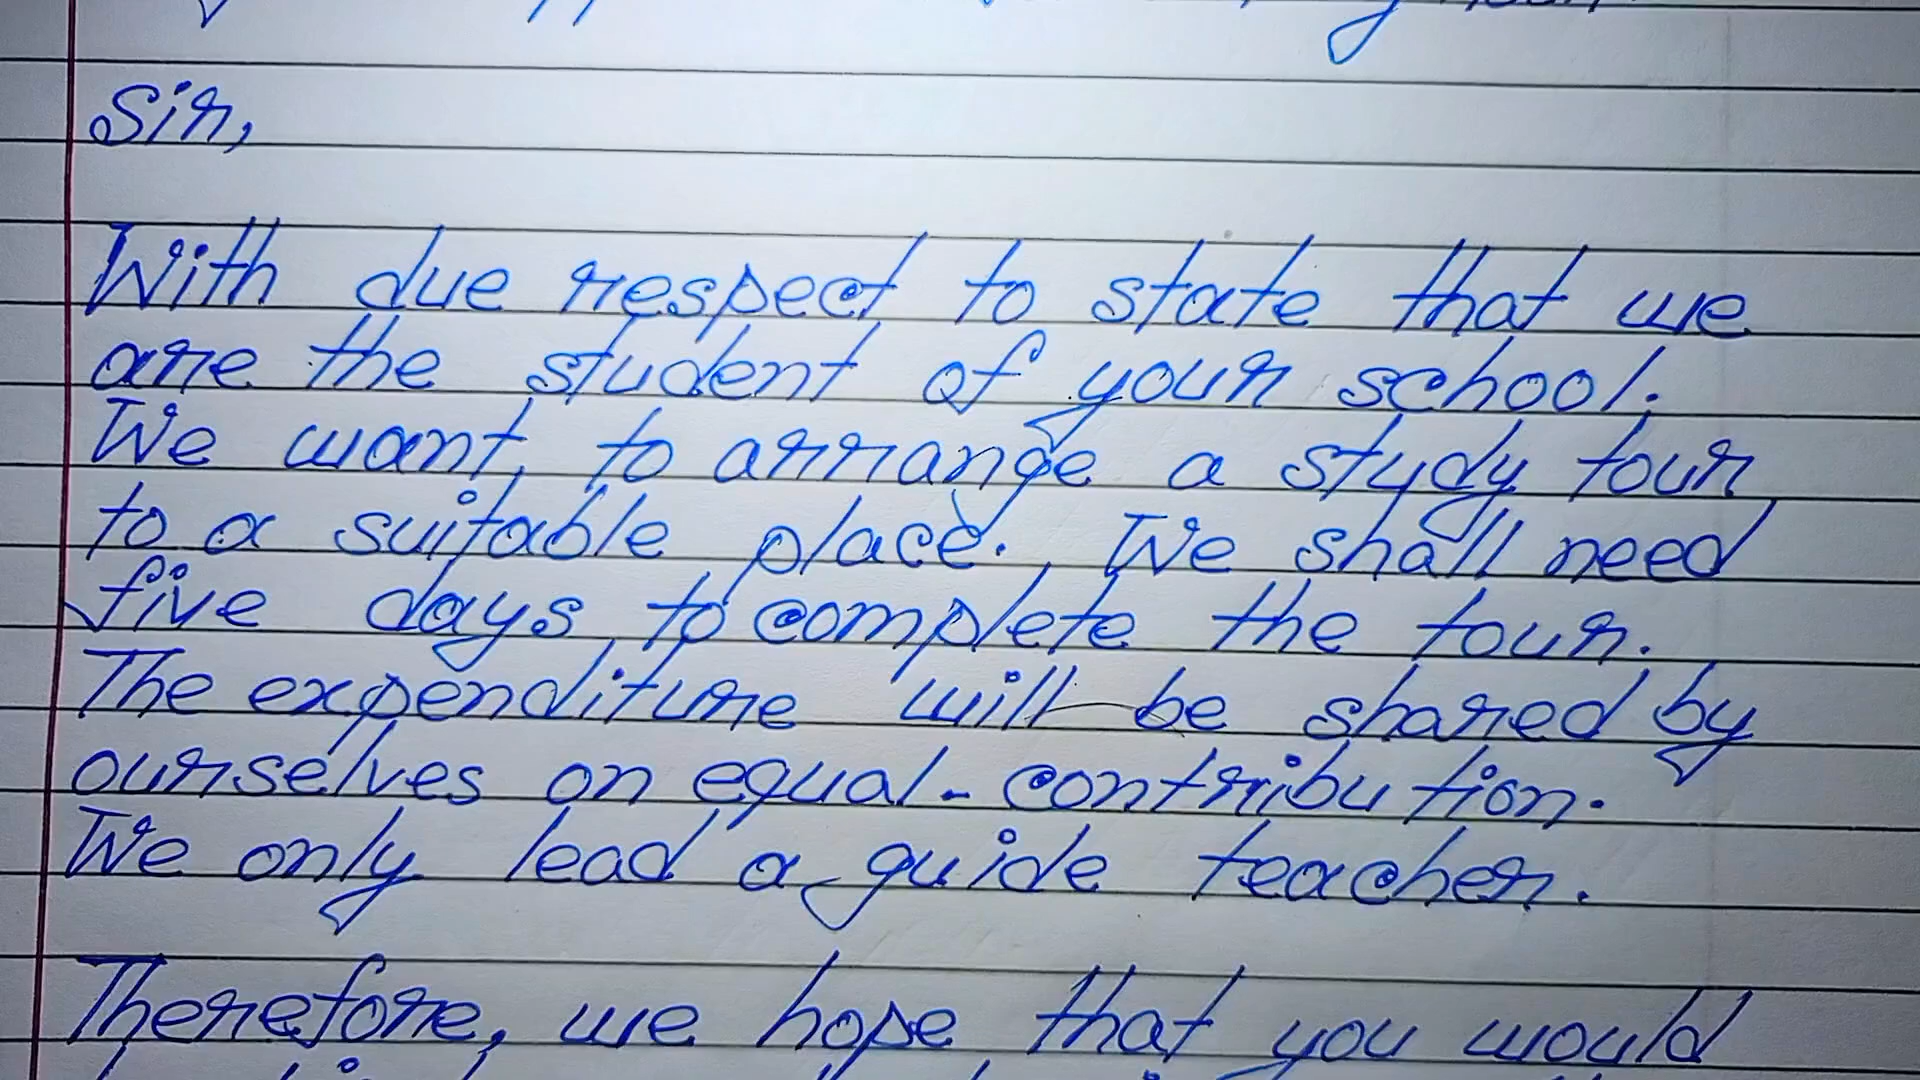 Sir,
With due respect to state that we
are the student of your school.
We want to arrange a study tour
to a suitable place. We shall need
five days to complete the tour.
The expenditure will be shared by
ourselves on equal - contribution.
We only lead a guide teacher.
Therefore, we hope that you would